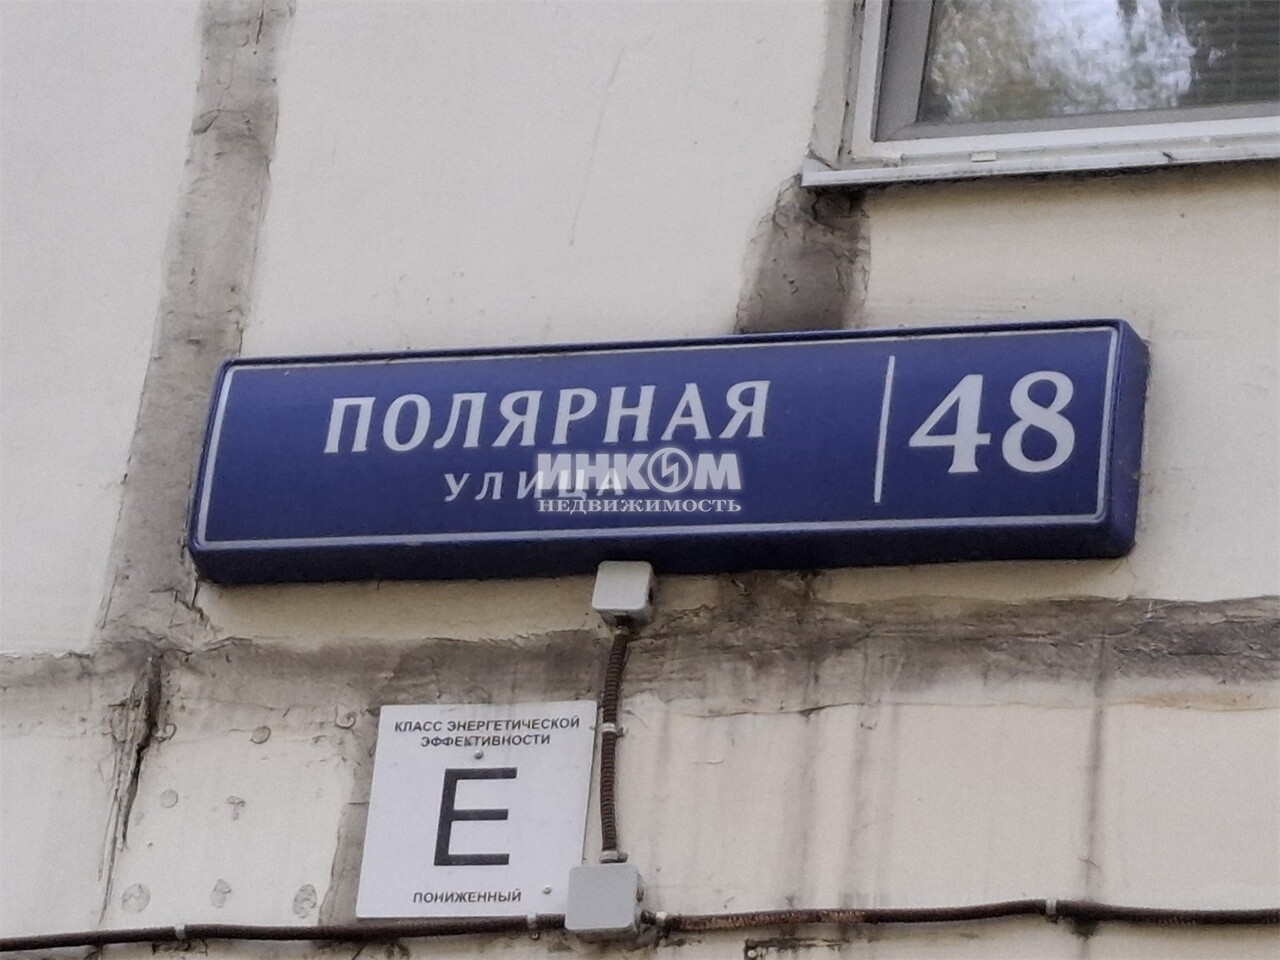 ПОЛЯРНАЯ
УЛИЦА
48
ИНКОМ
НЕДВИЖИМОСТЬ
КЛАСС ЭНЕРГЕТИЧЕСКОЙ
ЭФФЕКТИВНОСТИ
E
ПОНИЖЕННЫЙ